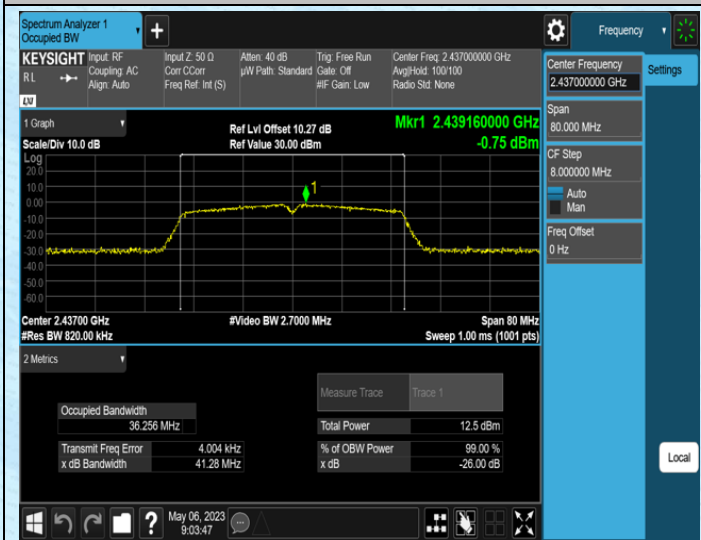 Spectrum Analyzer 1
Occupied BW
Frequency
KEYSIGHT
R L
LXI
Input: RF
Coupling: AC
Align: Auto
Input Z: 50 Ω
Corr CCorr
Freq Ref: Int (S)
Atten: 40 dB
µW Path: Standard
Trig: Free Run
Gate: Off
#IF Gain: Low
Center Freq: 2.437000000 GHz
Avg|Hold: 100/100
Radio Std: None
Center Frequency
2.437000000 GHz
Settings
Span
80.000 MHz
CF Step
8.000000 MHz
Auto
Man
Freq Offset
0 Hz
1 Graph
Scale/Div 10.0 dB
Ref Lvl Offset 10.27 dB
Ref Value 30.00 dBm
Mkr1 2.439160000 GHz
-0.75 dBm
Log
20.0
10.0
0.00
-10.0
-20.0
-30.0
-40.0
-50.0
-60.0
1
Center 2.43700 GHz
#Res BW 820.00 kHz
#Video BW 2.7000 MHz
Span 80 MHz
Sweep 1.00 ms (1001 pts)
2 Metrics
Measure Trace Trace 1
Occupied Bandwidth
36.256 MHz
Total Power 12.5 dBm
Transmit Freq Error 4.004 kHz
% of OBW Power 99.00 %
x dB Bandwidth 41.28 MHz
x dB -26.00 dB
Local
May 06, 2023
9:03:47